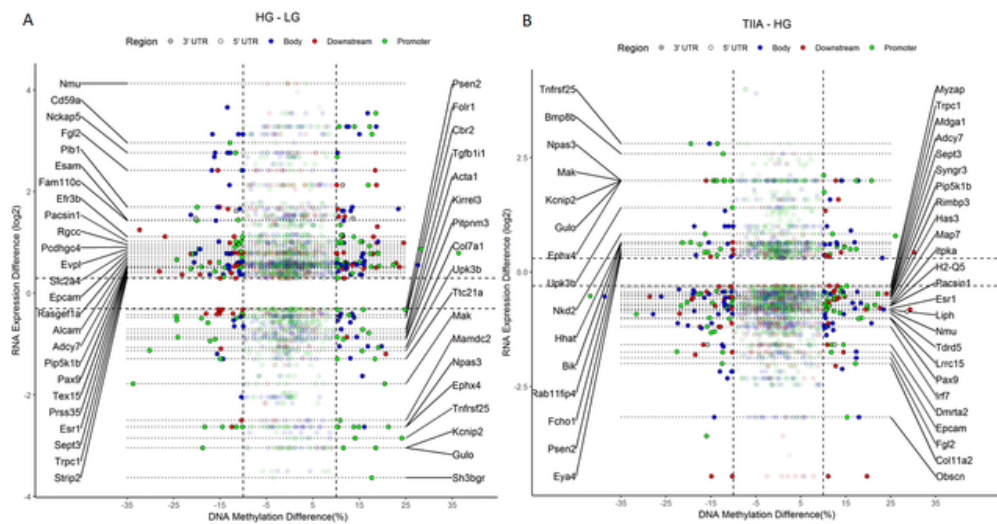 A
HG - LG
Region 3' UTR 5' UTR Body Downstream Promoter
Nmu
Cd59a
Nckap5
Fgl2
Plb1
Esam
Fam110c
Efr3b
Pacsin1
Rgcc
Pcdhgc4
Evpl
Slc2a4
Epcam
Rasgef1a
Alcam
Adcy7
Pip5k1b
Pax9
Tex15
Prss35
Esr1
Sept3
Trpc1
Strip2
RNA Expression Difference (log2)
4
2
0
-2
-4
Psen2
Folr1
Cbr2
Tgfb1i1
Acta1
Kirrel3
Pitpnm3
Col7a1
Upk3b
Ttc21a
Mak
Mamdc2
Npas3
Ephx4
Tnfrsf25
Kcnip2
Gulo
Sh3bgr
-35 -25 -15 -5 5 15 25 35
DNA Methylation Difference(%)
B
TIIA - HG
Region 3' UTR 5' UTR Body Downstream Promoter
Tnfrsf25
Bmp8b
Npas3
Mak
Kcnip2
Gulo
Ephx4
Upk3b
Nkd2
Hhat
Bik
Rab11fip4
Fcho1
Psen2
Eya4
RNA Expression Difference (log2)
2.5
0.0
-2.5
Myzap
Trpc1
Mdga1
Adcy7
Sept3
Syngr3
Pip5k1b
Rimbp3
Has3
Map7
Itpka
H2-Q5
Pacsin1
Esr1
Liph
Nmu
Tdrd5
Lrrc15
Pax9
Irf7
Dmrta2
Epcam
Fgl2
Col11a2
Obscn
-35 -25 -15 -5 5 15 25 35
DNA Methylation Difference(%)